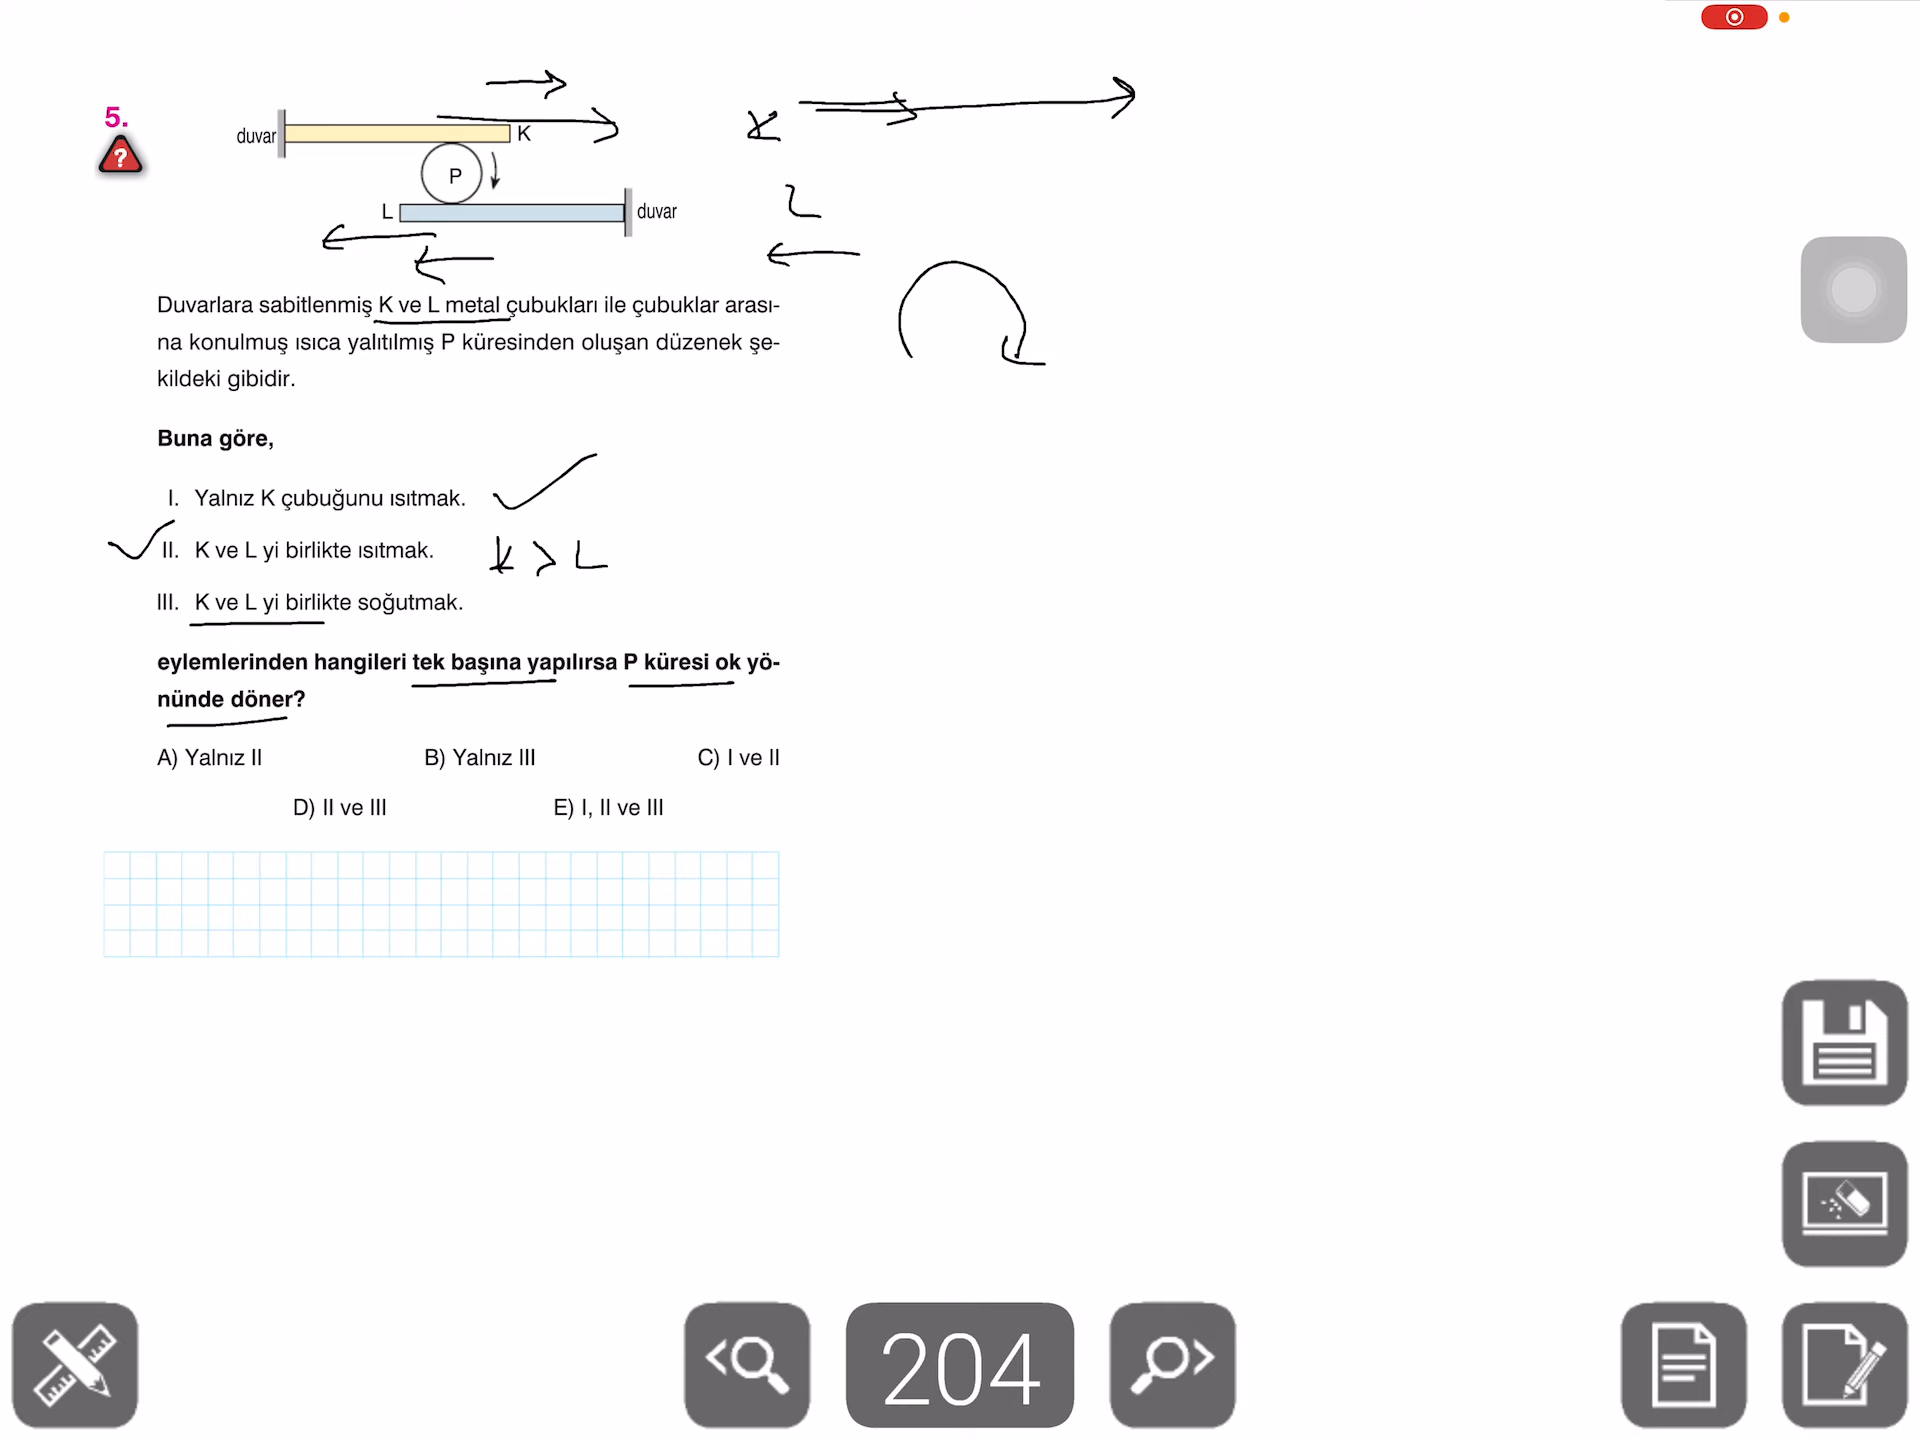 5.
?
duvar
K
K
P
L
L
duvar
Duvarlara sabitlenmiş K ve L metal çubukları ile çubuklar arası-
na konulmuş ısıca yalıtılmış P küresinden oluşan düzenek şe-
kildeki gibidir.
Buna göre,
I. Yalnız K çubuğunu ısıtmak.
II. K ve L yi birlikte ısıtmak. K > L
III. K ve L yi birlikte soğutmak.
eylemlerinden hangileri tek başına yapılırsa P küresi ok yö-
nünde döner?
A) Yalnız II B) Yalnız III C) I ve II
D) II ve III E) I, II ve III
204